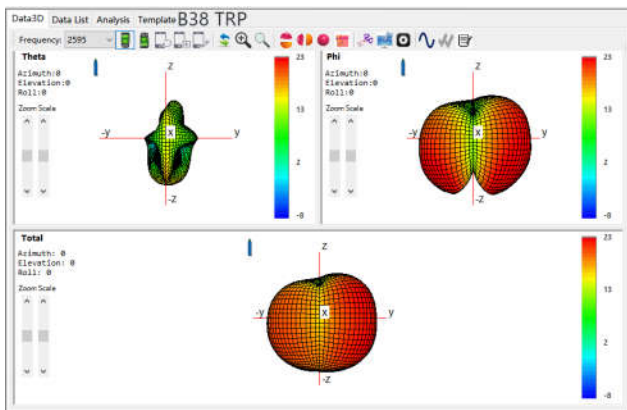 Data3D Data List Analysis Template B38 TRP
Frequency: 2595
Theta
Azimuth:0
Elevation:0
Roll:0
Zoom Scale
Z
-y
x
y
-Z
23
13
2
-8
Phi
Azimuth:0
Elevation:0
Roll:0
Zoom Scale
Z
-y
x
y
-Z
23
13
2
-8
Total
Azimuth: 0
Elevation: 0
Roll: 0
Zoom Scale
Z
-y
x
y
-Z
23
13
2
-8